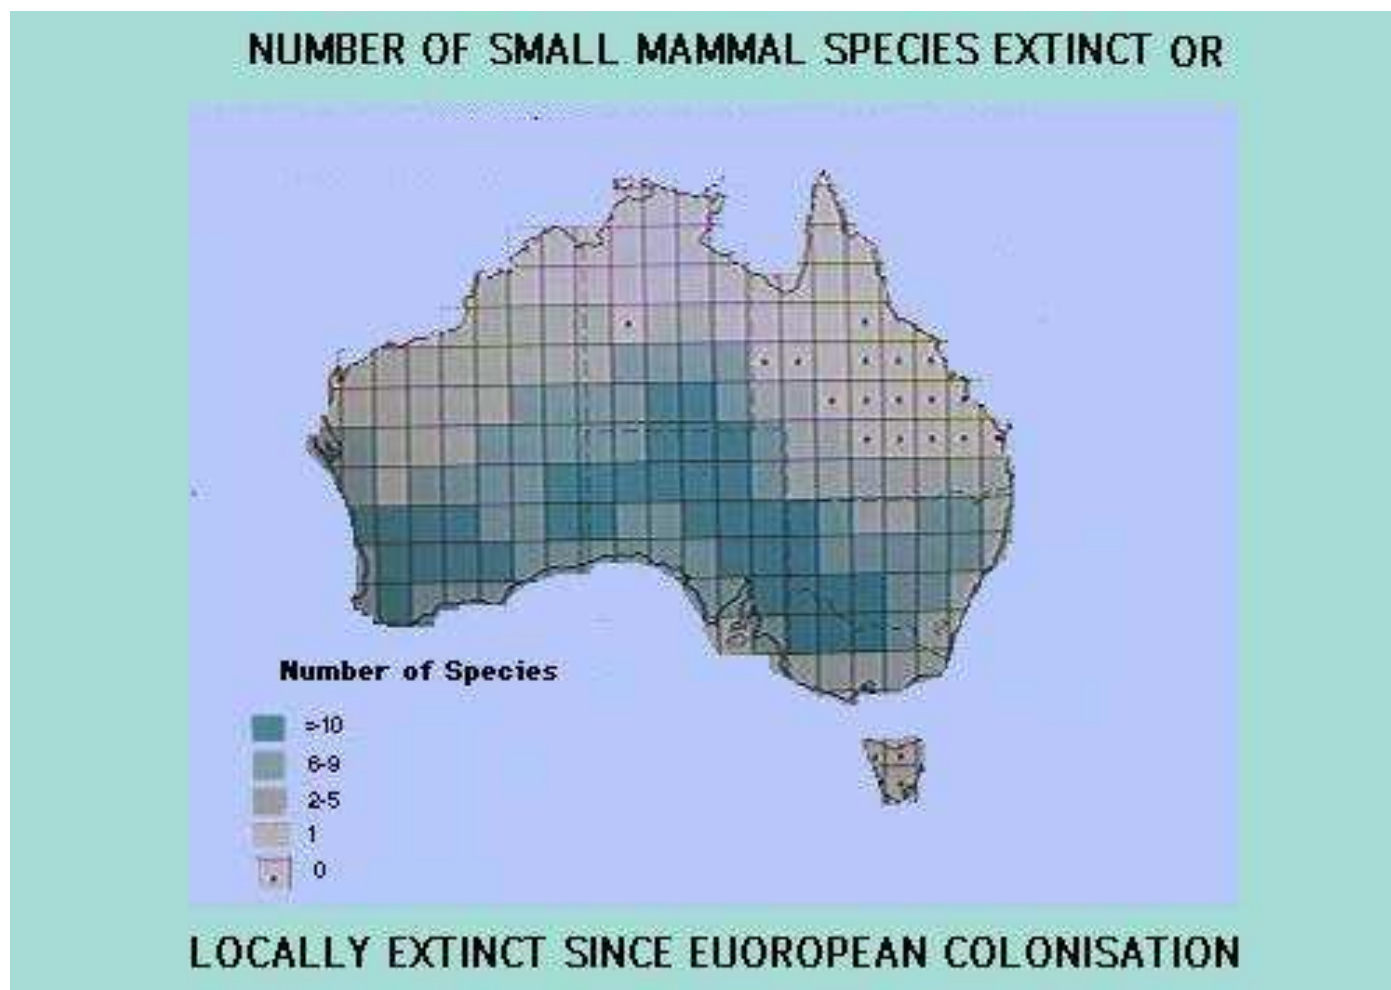 NUMBER OF SMALL MAMMAL SPECIES EXTINCT OR
Number of Species
=-10
6-9
2-5
1
0
LOCALLY EXTINCT SINCE EUOROPEAN COLONISATION